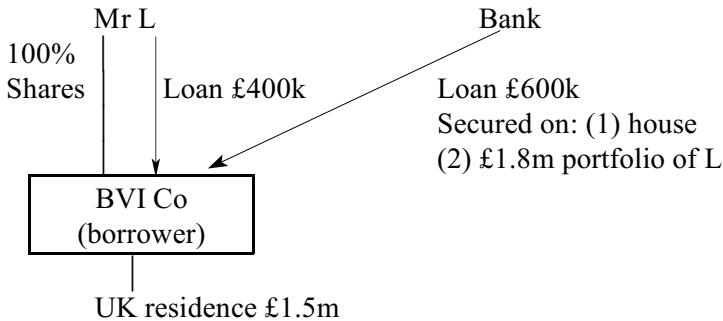 Mr L
Bank
100%
Shares
Loan £400k
Loan £600k
Secured on: (1) house
(2) £1.8m portfolio of L
BVI Co
(borrower)
UK residence £1.5m